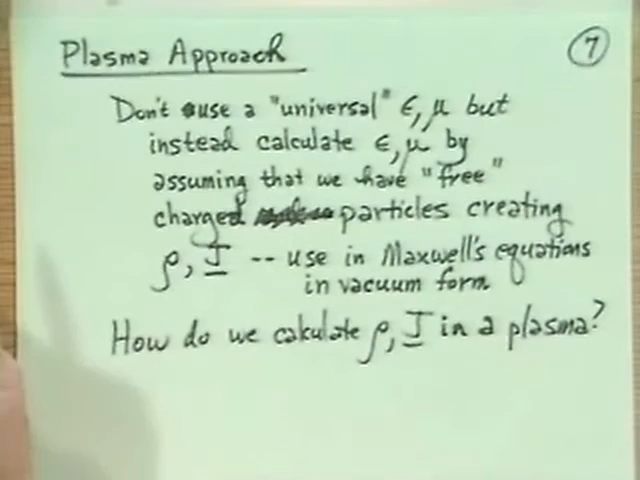 Plasma Approach
7
Don't use a "universal" ϵ, μ but
instead calculate ϵ, μ by
assuming that we have "free"
charged particles creating
ρ, J -- use in Maxwell's equations
in vacuum form
How do we calculate ρ, J in a plasma?